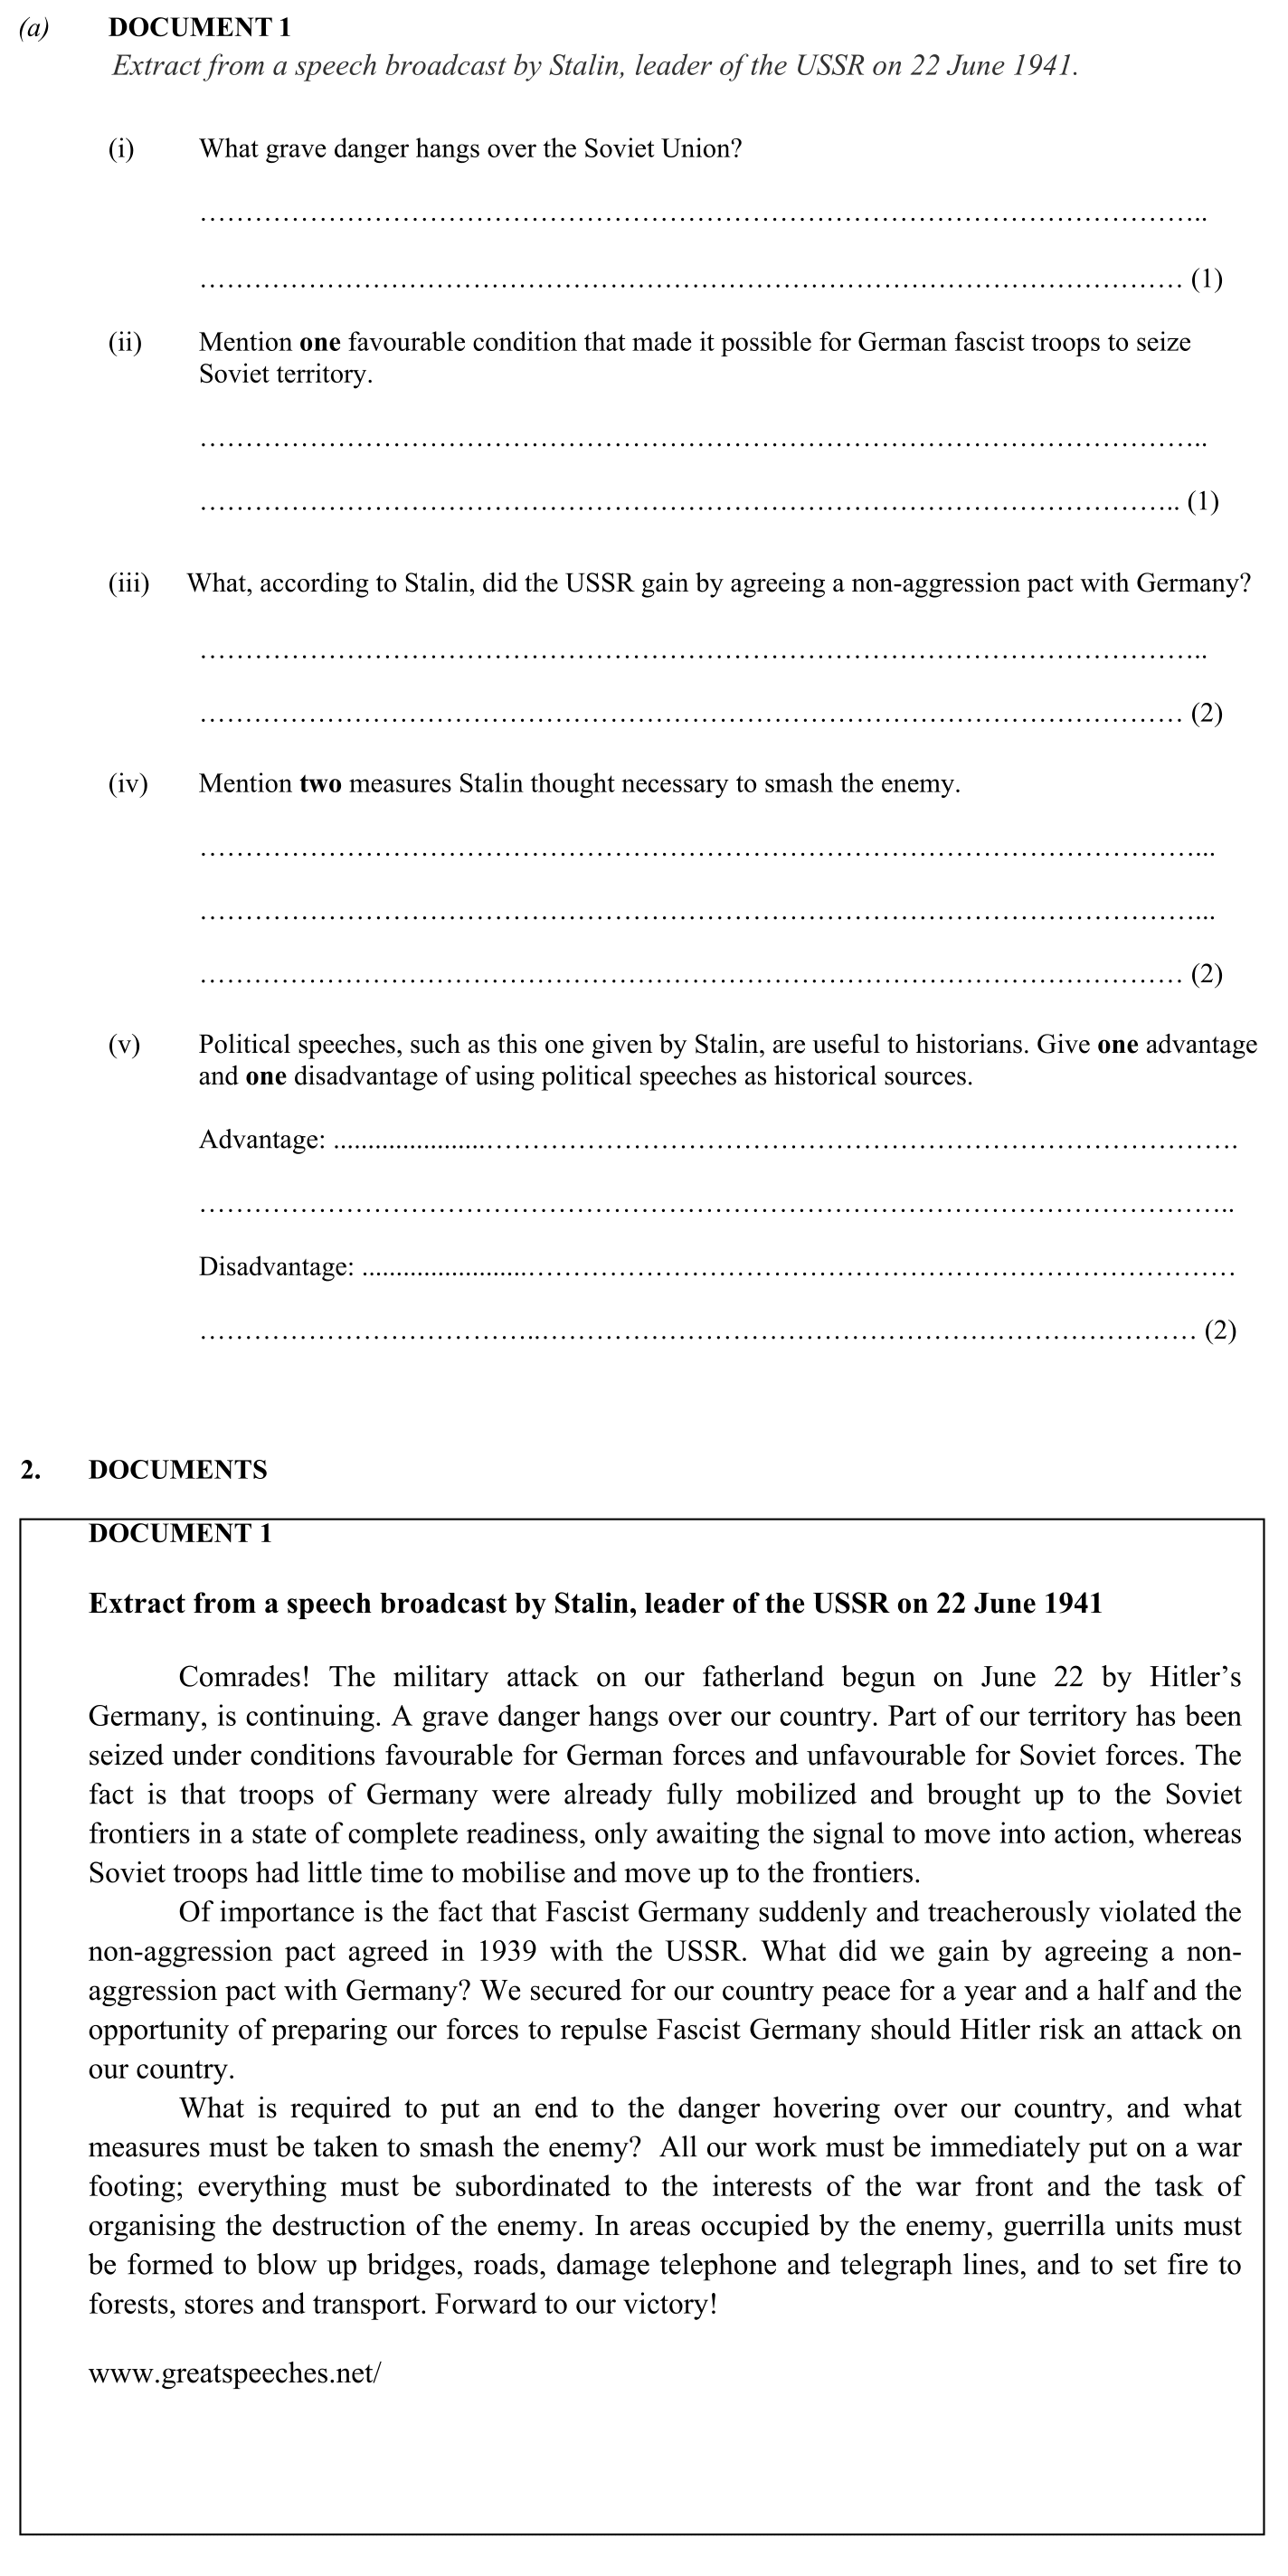 (a) DOCUMENT 1
Extract from a speech broadcast by Stalin, leader of the USSR on 22 June 1941.
(i) What grave danger hangs over the Soviet Union?
…………………………………………………………………………………………………..
……………………………………………………………………………………………… (1)
(ii) Mention one favourable condition that made it possible for German fascist troops to seize
Soviet territory.
…………………………………………………………………………………………………..
…………………………………………………………………………………………….. (1)
(iii) What, according to Stalin, did the USSR gain by agreeing a non-aggression pact with Germany?
…………………………………………………………………………………………………..
……………………………………………………………………………………………… (2)
(iv) Mention two measures Stalin thought necessary to smash the enemy.
…………………………………………………………………………………………………...
…………………………………………………………………………………………………...
……………………………………………………………………………………………… (2)
(v) Political speeches, such as this one given by Stalin, are useful to historians. Give one advantage
and one disadvantage of using political speeches as historical sources.
Advantage: ......................……………………………………………………………………….
……………………………………………………………………………………………………..
Disadvantage: ........................……………………………………………………………………
………………………………..……………………………………………………………… (2)
2. DOCUMENTS
DOCUMENT 1
Extract from a speech broadcast by Stalin, leader of the USSR on 22 June 1941
Comrades! The military attack on our fatherland begun on June 22 by Hitler’s
Germany, is continuing. A grave danger hangs over our country. Part of our territory has been
seized under conditions favourable for German forces and unfavourable for Soviet forces. The
fact is that troops of Germany were already fully mobilized and brought up to the Soviet
frontiers in a state of complete readiness, only awaiting the signal to move into action, whereas
Soviet troops had little time to mobilise and move up to the frontiers.
Of importance is the fact that Fascist Germany suddenly and treacherously violated the
non-aggression pact agreed in 1939 with the USSR. What did we gain by agreeing a non-
aggression pact with Germany? We secured for our country peace for a year and a half and the
opportunity of preparing our forces to repulse Fascist Germany should Hitler risk an attack on
our country.
What is required to put an end to the danger hovering over our country, and what
measures must be taken to smash the enemy? All our work must be immediately put on a war
footing; everything must be subordinated to the interests of the war front and the task of
organising the destruction of the enemy. In areas occupied by the enemy, guerrilla units must
be formed to blow up bridges, roads, damage telephone and telegraph lines, and to set fire to
forests, stores and transport. Forward to our victory!
www.greatspeeches.net/